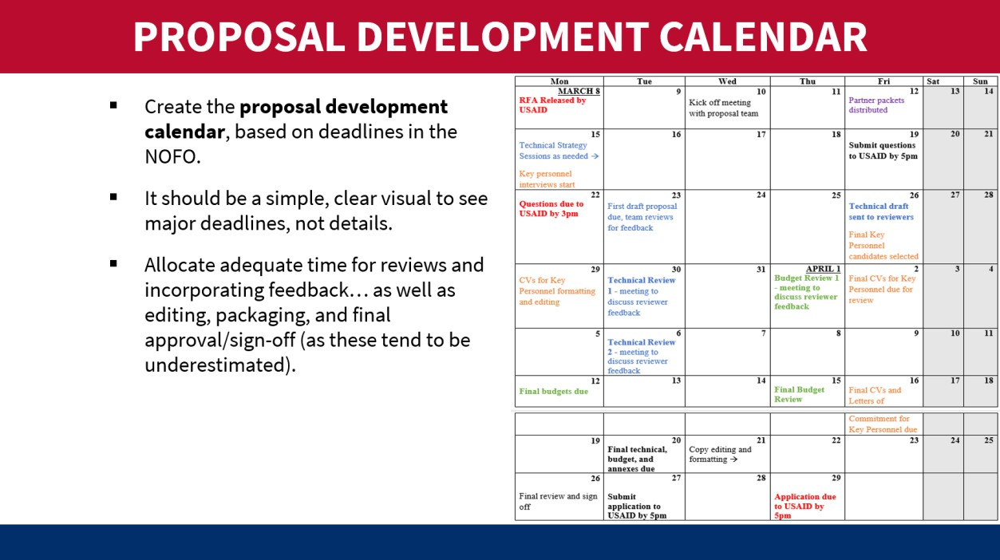 PROPOSAL DEVELOPMENT CALENDAR
▪ Create the proposal development
calendar, based on deadlines in the
NOFO.
▪ It should be a simple, clear visual to see
major deadlines, not details.
▪ Allocate adequate time for reviews and
incorporating feedback… as well as
editing, packaging, and final
approval/sign-off (as these tend to be
underestimated).
Mon Tue Wed Thu Fri Sat Sun
MARCH 8
RFA Released by
USAID
9
10
Kick off meeting
with proposal team
11
12
Partner packets
distributed
13
14
15
Technical Strategy
Sessions as needed →
Key personnel
interviews start
16
17
18
19
Submit questions
to USAID by 5pm
20
21
22
Questions due to
USAID by 3pm
23
First draft proposal
due, team reviews
for feedback
24
25
26
Technical draft
sent to reviewers
Final Key
Personnel
candidates selected
27
28
29
CVs for Key
Personnel formatting
and editing
30
Technical Review
1 - meeting to
discuss reviewer
feedback
31
APRIL 1
Budget Review 1
- meeting to
discuss reviewer
feedback
2
Final CVs for Key
Personnel due for
review
3
4
5
6
Technical Review
2 - meeting to
discuss reviewer
feedback
7
8
9
10
11
12
Final budgets due
13
14
15
Final Budget
Review
16
Final CVs and
Letters of
17
18
Commitment for
Key Personnel due
19
20
Final technical,
budget, and
annexes due
21
Copy editing and
formatting →
22
23
24
25
26
Final review and sign
off
27
Submit
application to
USAID by 5pm
28
29
Application due
to USAID by
5pm